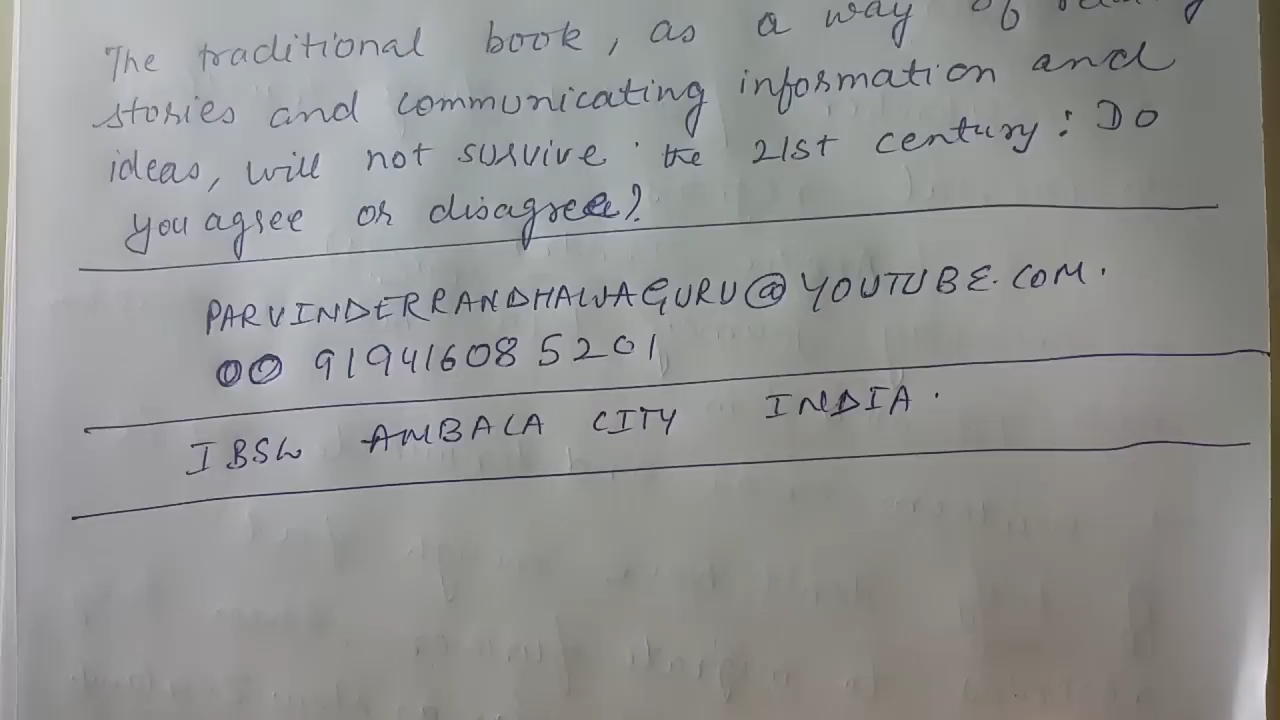 The traditional book, as a way of
stories and communicating information and
ideas, will not survive the 21st century: Do
you agree or disagree?
PARVINDERRANDHAWAGURU@YOUTUBE.COM.
00 919416085201
IBSW AMBALA CITY INDIA.